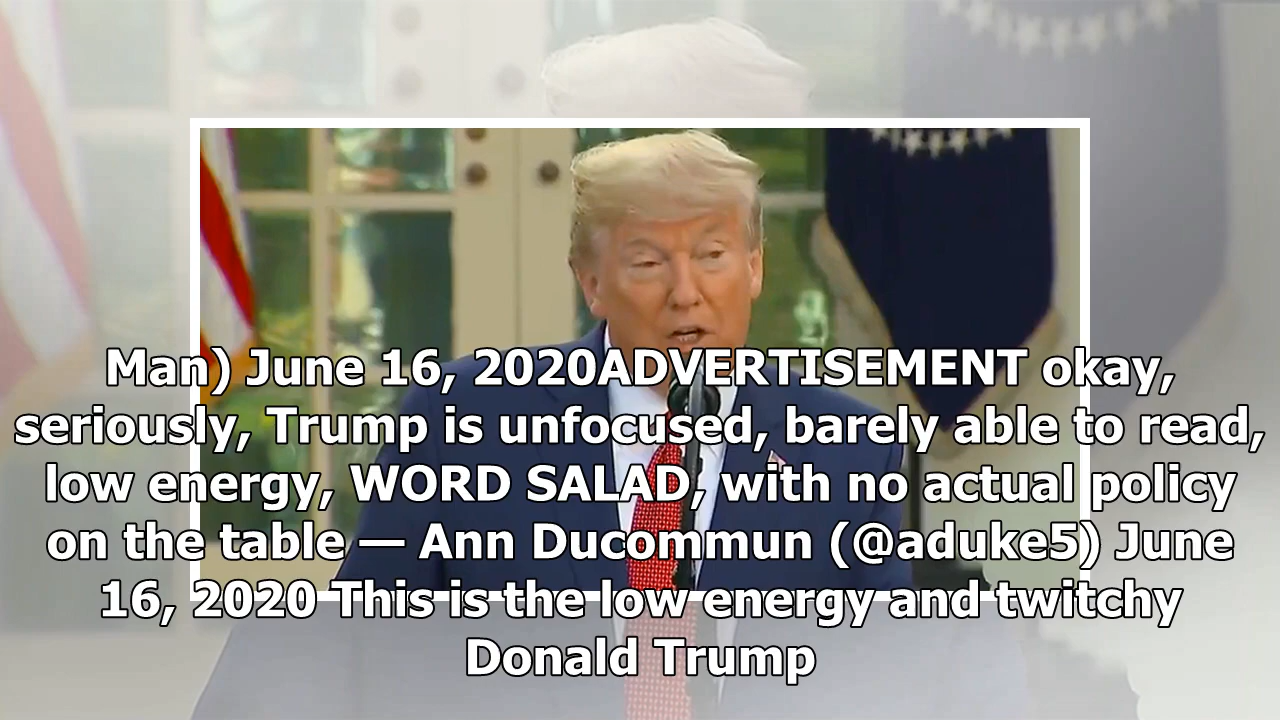 Man) June 16, 2020ADVERTISEMENT okay,
seriously, Trump is unfocused, barely able to read,
low energy, WORD SALAD, with no actual policy
on the table — Ann Ducommun (@aduke5) June
16, 2020 This is the low energy and twitchy
Donald Trump